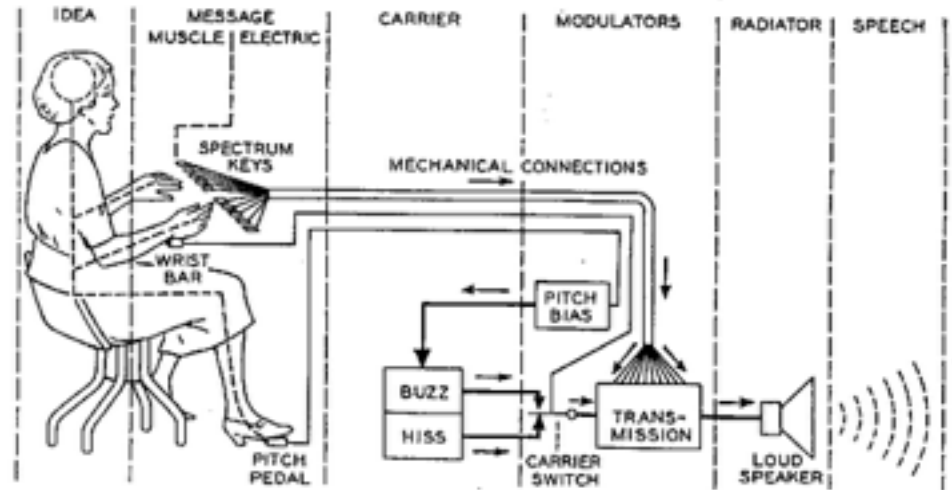 IDEA
MESSAGE
MUSCLE ELECTRIC
CARRIER
MODULATORS
RADIATOR
SPEECH
SPECTRUM
KEYS
MECHANICAL CONNECTIONS
WRIST
BAR
PITCH
BIAS
BUZZ
HISS
TRANS-
MISSION
CARRIER
SWITCH
LOUD
SPEAKER
PITCH
PEDAL